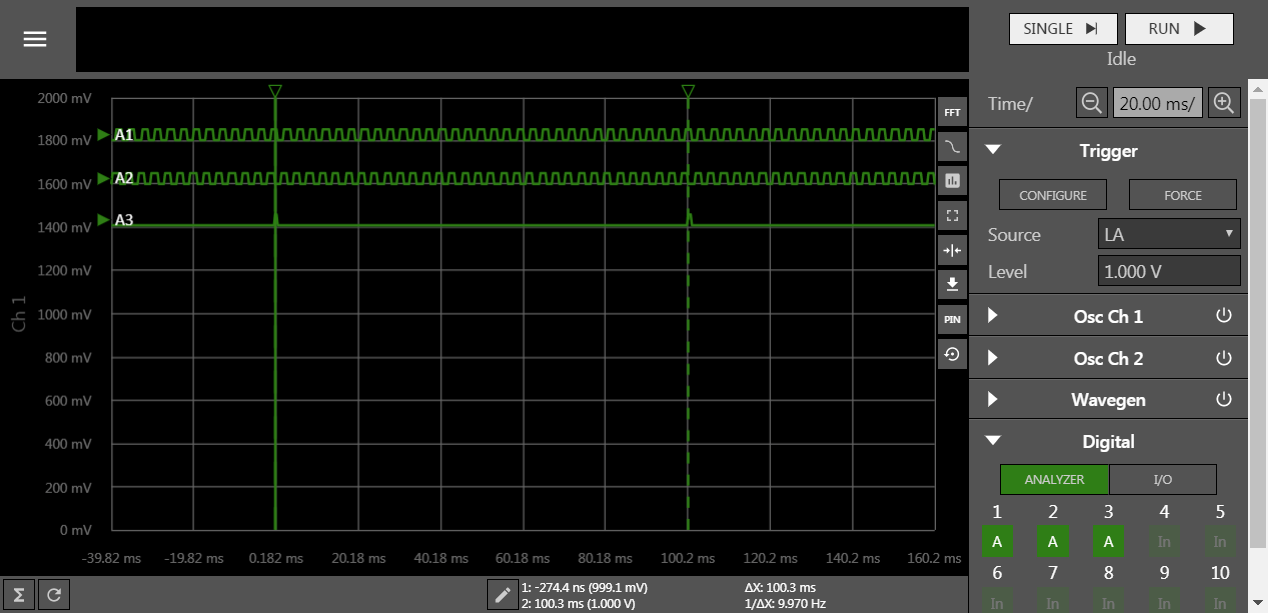 SINGLE
RUN
Idle
Time/
20.00 ms/
Trigger
CONFIGURE
FORCE
Source
LA
Level
1.000 V
Osc Ch 1
Osc Ch 2
Wavegen
Digital
ANALYZER
I/O
1 2 3 4 5
A A A In In
6 7 8 9 10
In In In In In
FFT
PIN
2000 mV
1800 mV
1600 mV
1400 mV
1200 mV
1000 mV
800 mV
600 mV
400 mV
200 mV
0 mV
Ch 1
A1
A2
A3
-39.82 ms -19.82 ms 0.182 ms 20.18 ms 40.18 ms 60.18 ms 80.18 ms 100.2 ms 120.2 ms 140.2 ms 160.2 ms
Σ
1: -274.4 ns (999.1 mV)
2: 100.3 ms (1.000 V)
ΔX: 100.3 ms
1/ΔX: 9.970 Hz